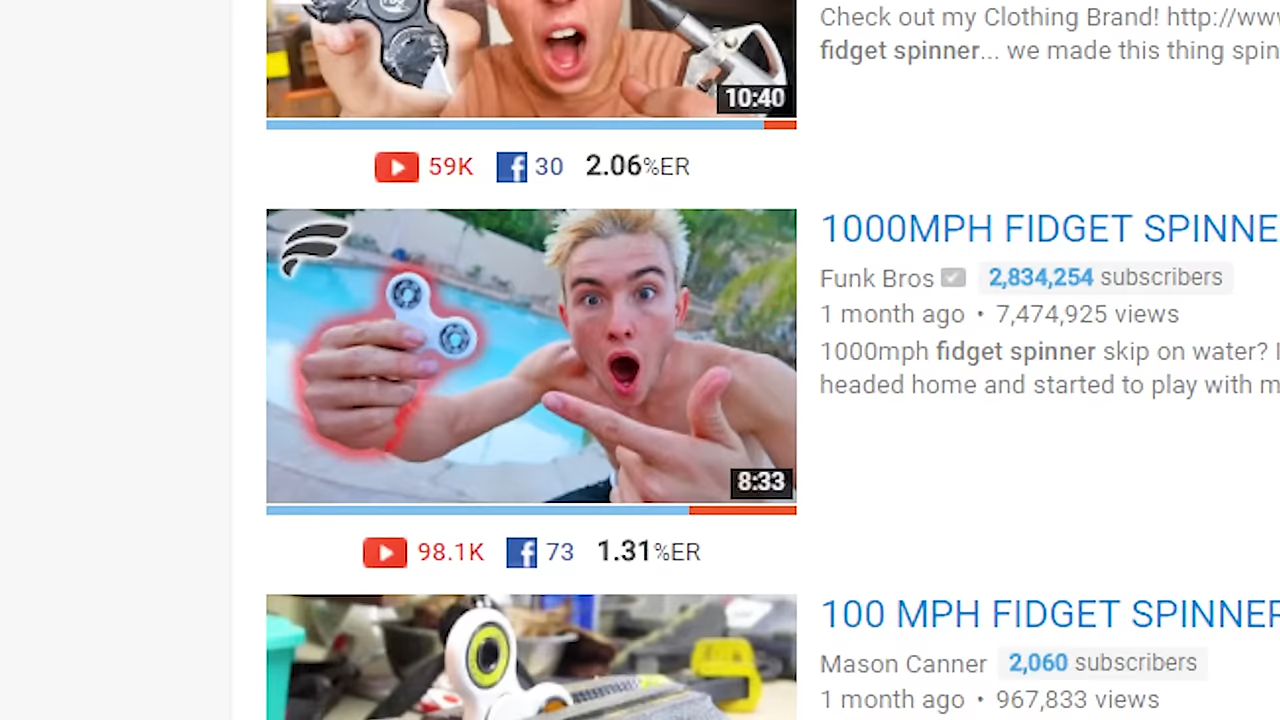 Check out my Clothing Brand! http://www
fidget spinner... we made this thing spin
10:40
59K 30 2.06%ER
1000MPH FIDGET SPINNE
Funk Bros 2,834,254 subscribers
1 month ago • 7,474,925 views
1000mph fidget spinner skip on water? I
headed home and started to play with m
8:33
98.1K 73 1.31%ER
100 MPH FIDGET SPINNER
Mason Canner 2,060 subscribers
1 month ago • 967,833 views